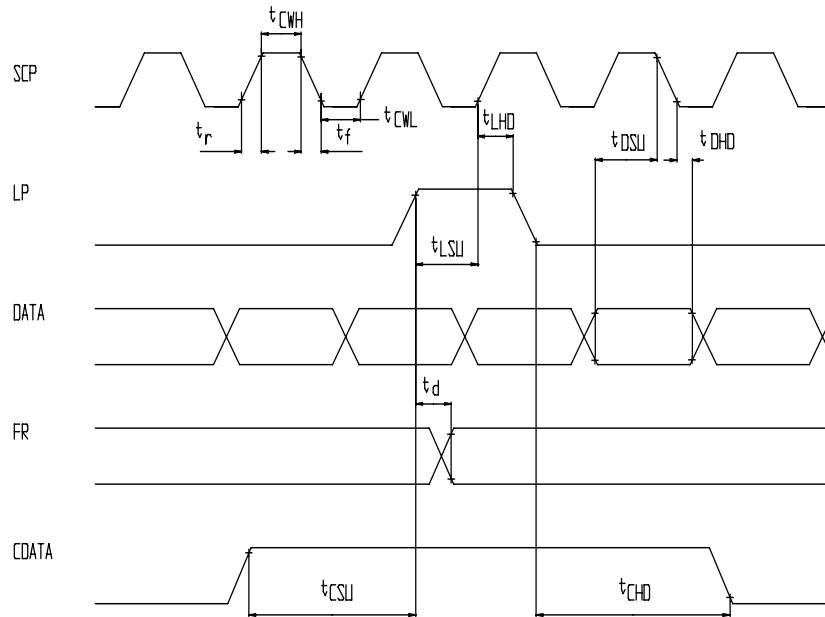 tCWH
SCP
tr
tf
tCWL
tLHD
tDSU
tDHD
LP
tLSU
DATA
td
FR
CDATA
tCSU
tCHD